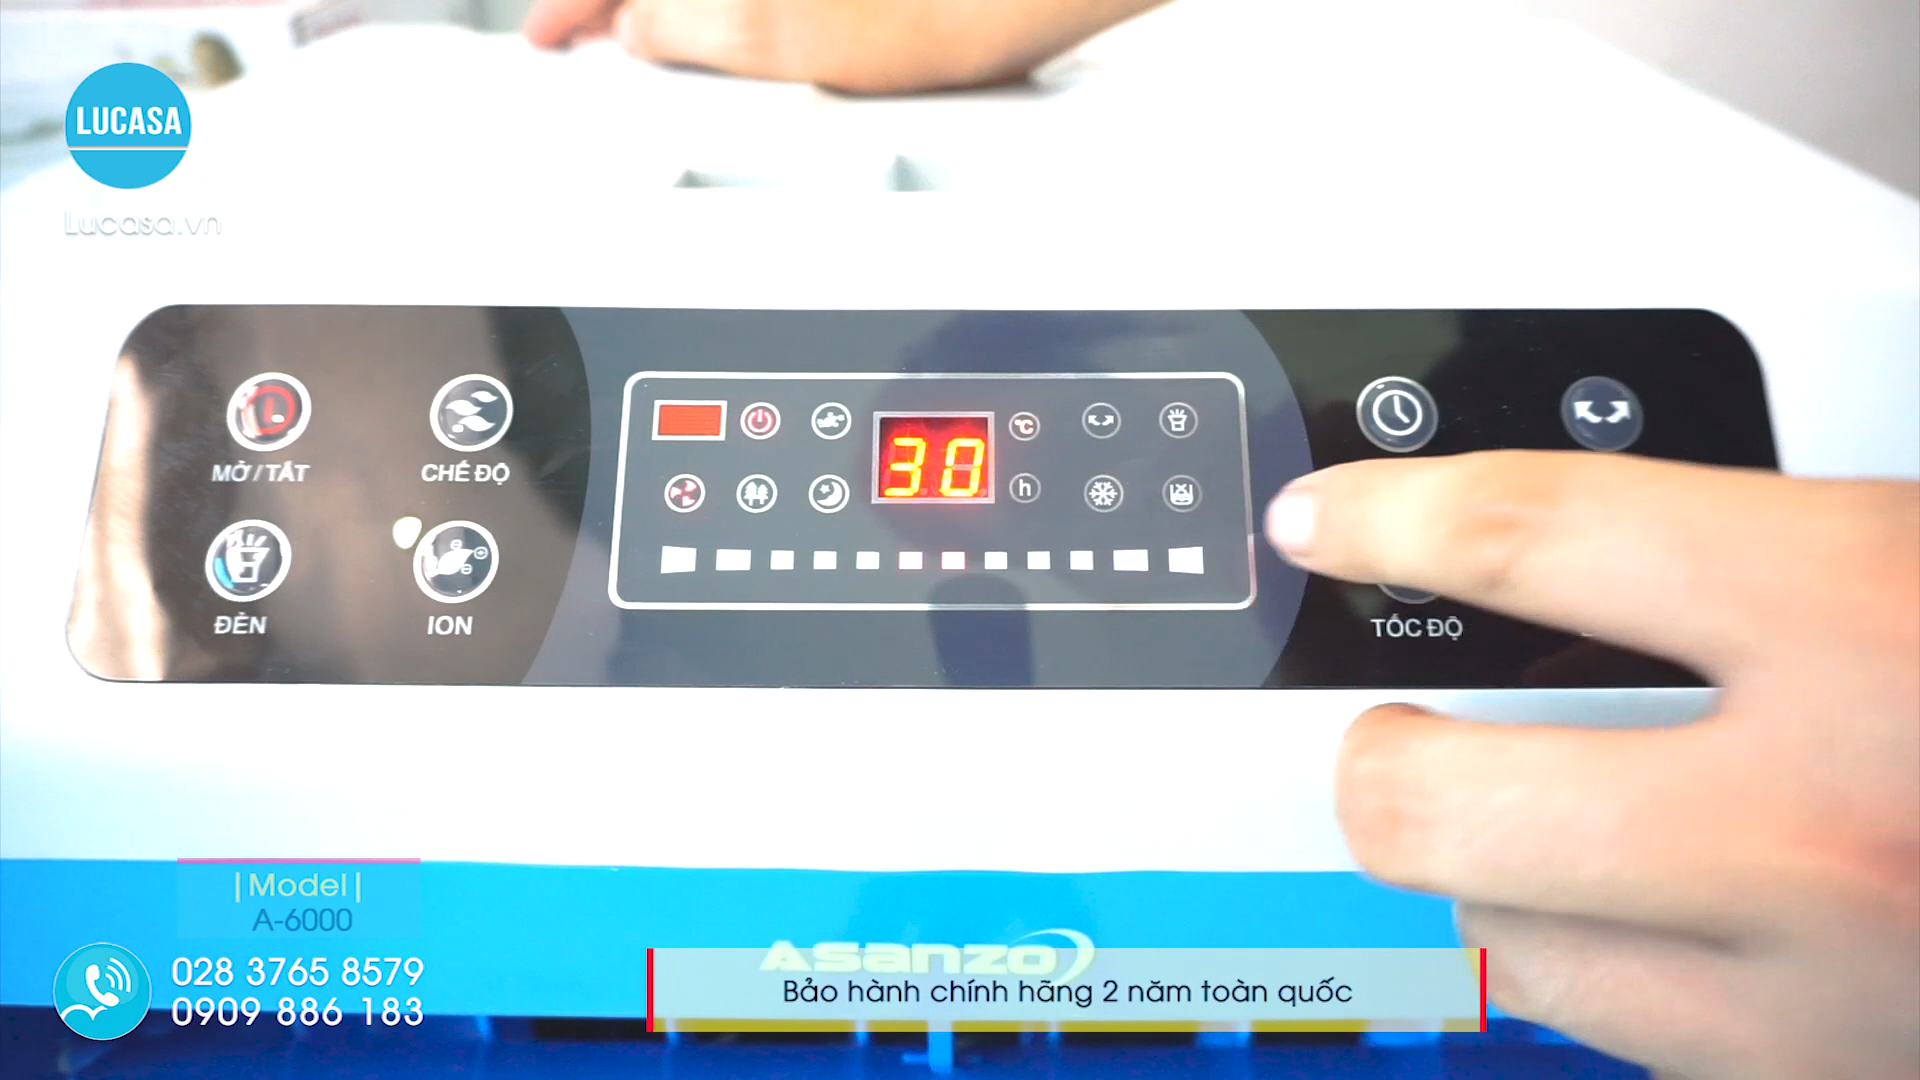 LUCASA
Lucasa.vn
MỞ / TẮT
CHẾ ĐỘ
30
°C
h
ĐÈN
ION
TỐC ĐỘ
|Model|
A-6000
Asanzo
028 3765 8579
0909 886 183
Bảo hành chính hãng 2 năm toàn quốc